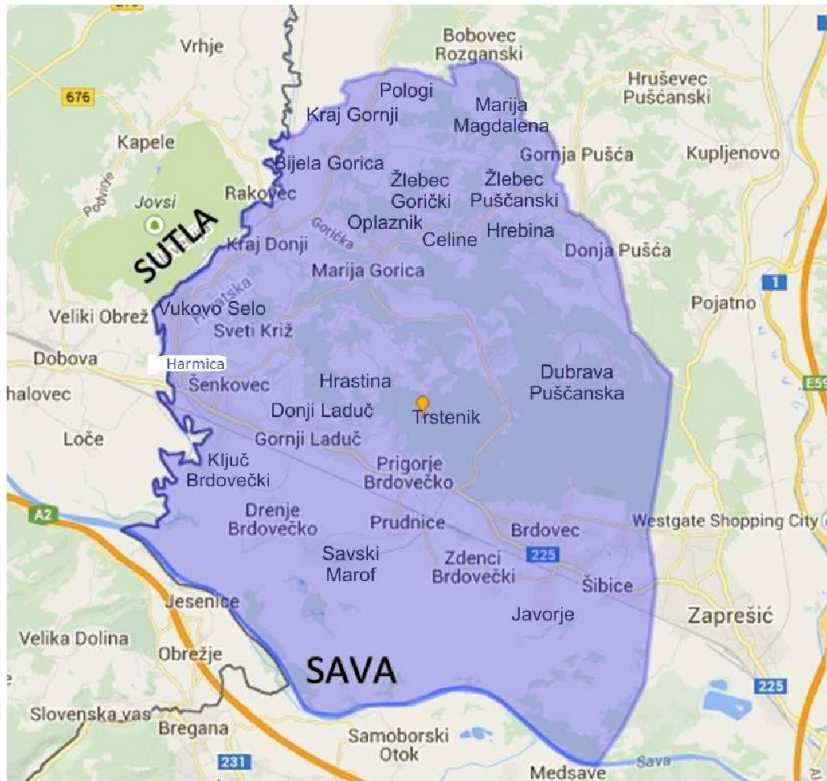 Vrhje
Bobovec
Rozganski
Hruševec
Pušćanski
676
Pologi
Marija
Magdalena
Kraj Gornji
Kapele
Gornja Pušća
Kupljenovo
Bijela Gorica
Žlebec
Gorički
Žlebec
Pušćanski
Podvinje
Jovsi
Rakovec
Oplaznik
Hrebina
SUTLA
Gorička
Celine
Kraj Donji
Donja Pušća
Marija Gorica
1
Veliki Obrež
Vukovo Selo
Hrvatska
Pojatno
Sveti Križ
Dobova
Harmica
Šenkovec
Hrastina
Dubrava
Puščanska
E59
halovec
Donji Laduč
Trstenik
Loče
Gornji Laduč
Ključ
Brdovečki
Prigorje
Brdovečko
A2
Drenje
Brdovečko
Prudnice
Brdovec
Westgate Shopping City
225
Savski
Marof
Zdenci
Brdovečki
Šibice
Jesenice
Javorje
Zaprešić
Velika Dolina
Obrežje
SAVA
225
Slovenska vas
Bregana
Samoborski
Otok
231
Sava
Medsave